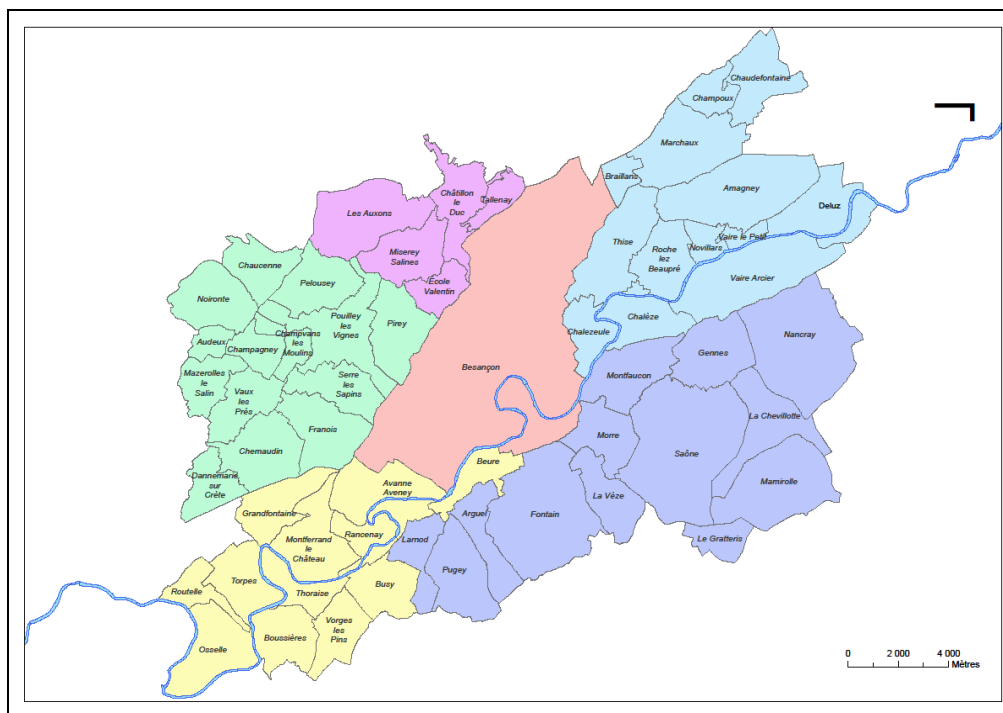 Chaudefontaine
Champoux
Marchaux
Braillans
Amagney
Châtillon
le
Duc
Tallenay
Deluz
Les Auxons
Vaire le Petit
Novillars
Thise
Roche
lez
Beaupré
Miserey
Salines
Chaucenne
Ecole
Valentin
Vaire Arcier
Pelousey
Noironte
Pouilley
les
Vignes
Pirey
Chalèze
Chalezeule
Nancray
Champvans
les
Moulins
Audeux
Champagney
Gennes
Besançon
Montfaucon
Mazerolles
le
Salin
Serre
les
Sapins
Vaux
les
Prés
La Chevillotte
Franois
Morre
Chemaudin
Saône
Beure
Dannemarie
sur
Crête
Avanne
Aveney
Mamirolle
La Vèze
Grandfontaine
Arguel
Fontain
Rancenay
Larnod
Montferrand
le
Château
Le Gratteris
Pugey
Torpes
Busy
Routelle
Thoraise
Vorges
les
Pins
Boussières
Osselle
0 2 000 4 000
Mètres